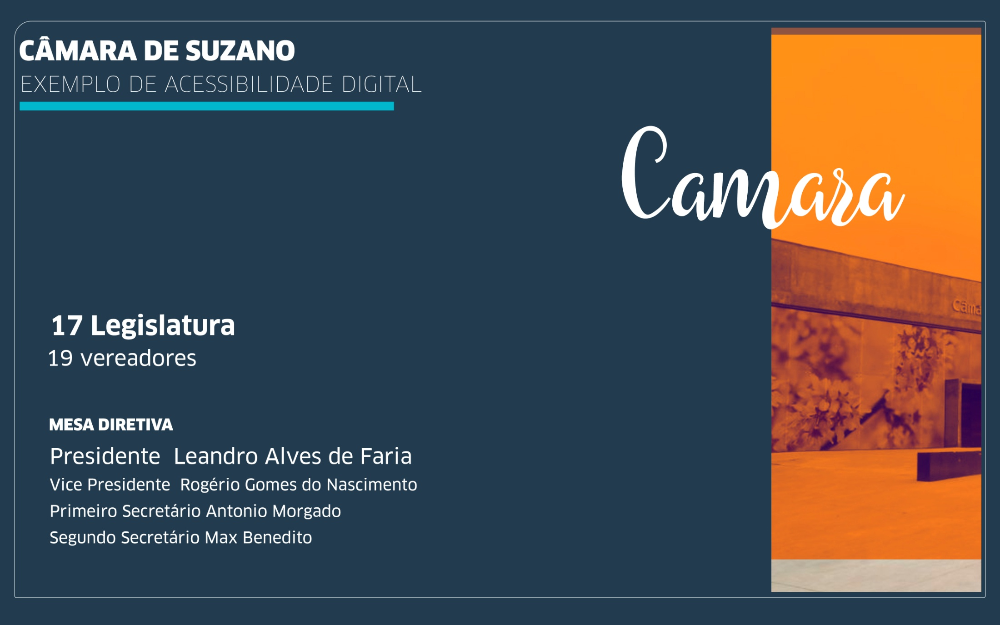 CÂMARA DE SUZANO
EXEMPLO DE ACESSIBILIDADE DIGITAL
Camara
17 Legislatura
19 vereadores
MESA DIRETIVA
Presidente  Leandro Alves de Faria
Vice Presidente  Rogério Gomes do Nascimento
Primeiro Secretário Antonio Morgado
Segundo Secretário Max Benedito